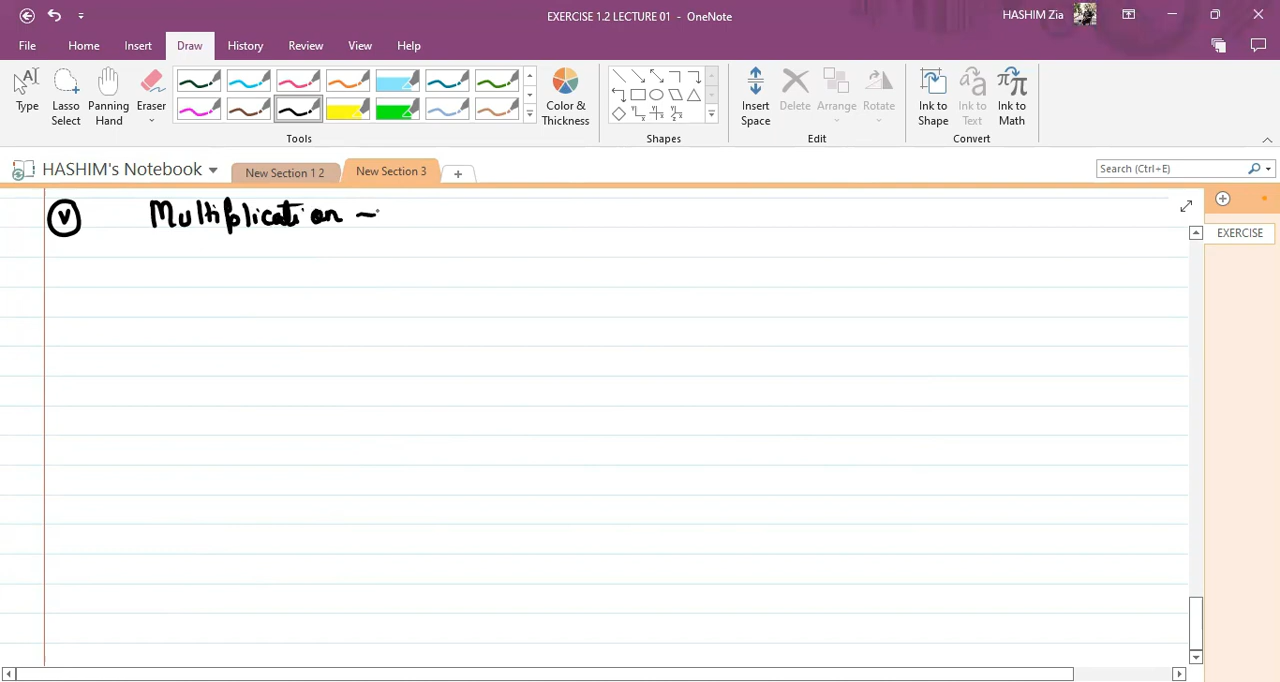 EXERCISE 1.2 LECTURE 01 - OneNote
HASHIM Zia
File Home Insert Draw History Review View Help
Type
Lasso Select
Panning Hand
Eraser
Color & Thickness
Insert Space
Delete
Arrange
Rotate
Ink to Shape
Ink to Text
Ink to Math
Tools
Shapes
Edit
Convert
HASHIM's Notebook
New Section 1 2
New Section 3
Search (Ctrl+E)
EXERCISE
V Multiplication –